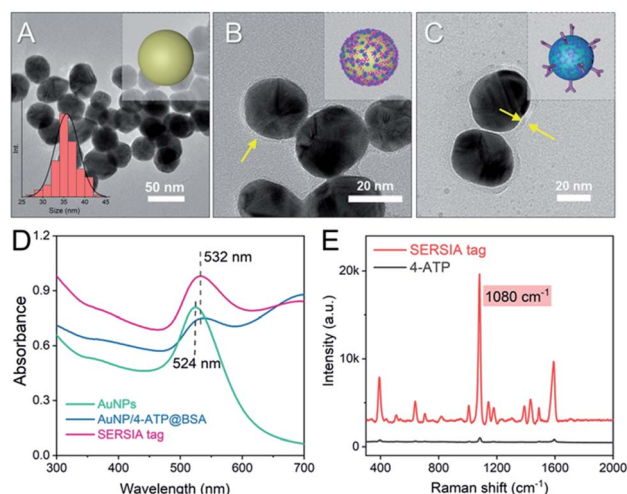 A
Int.
25 30 35 40 45
Size (nm)
50 nm
B
20 nm
C
20 nm
D
1.2
0.9
0.6
0.3
0.0
Absorbance
532 nm
524 nm
AuNPs
AuNP/4-ATP@BSA
SERSIA tag
300 400 500 600 700
Wavelength (nm)
E
SERSIA tag
4-ATP
1080 cm⁻¹
20k
10k
0
Intensity (a.u.)
400 800 1200 1600 2000
Raman shift (cm⁻¹)